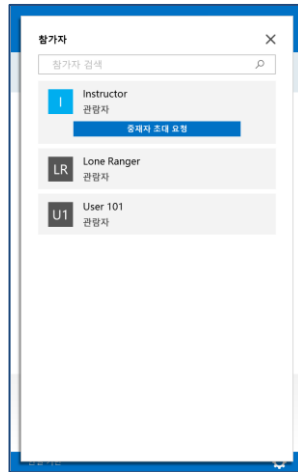 참가자
참가자 검색
I
Instructor
관람자
중재자 초대 요청
LR
Lone Ranger
관람자
U1
User 101
관람자